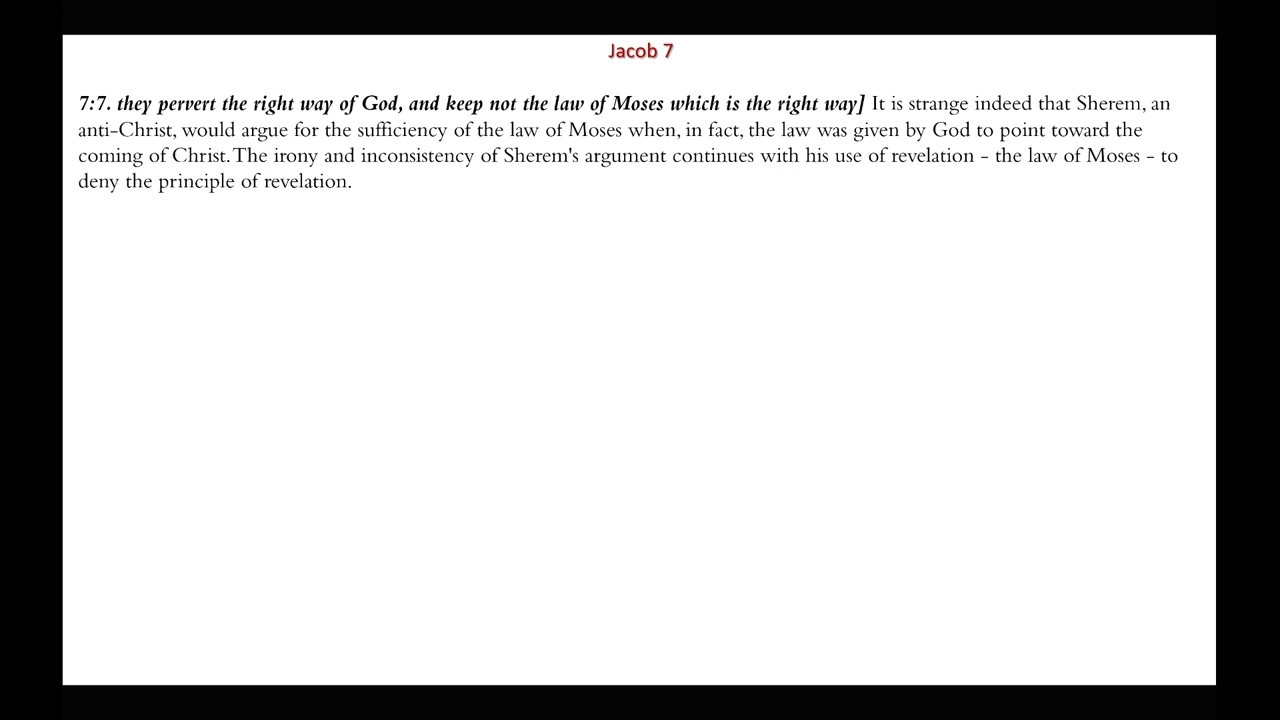 Jacob 7
7:7. they pervert the right way of God, and keep not the law of Moses which is the right way] It is strange indeed that Sherem, an
anti-Christ, would argue for the sufficiency of the law of Moses when, in fact, the law was given by God to point toward the
coming of Christ. The irony and inconsistency of Sherem's argument continues with his use of revelation - the law of Moses - to
deny the principle of revelation.